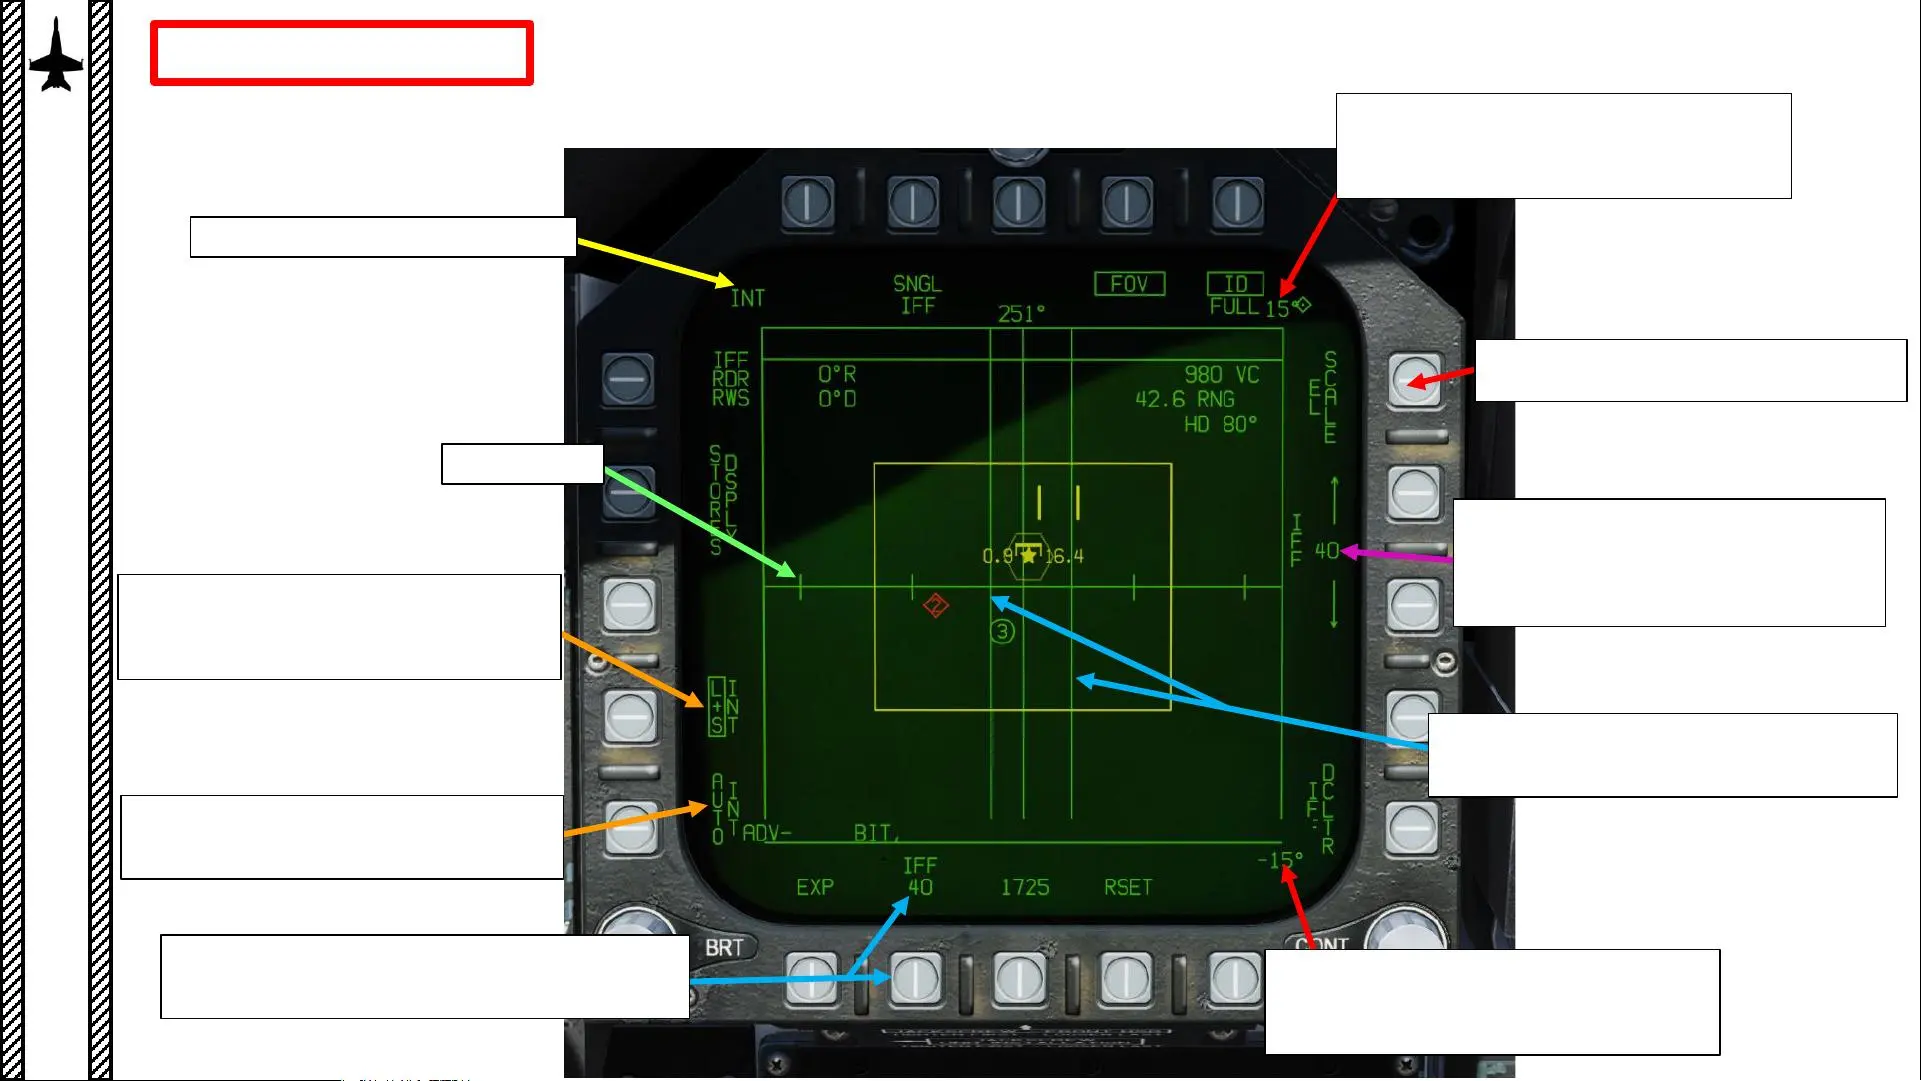 INT
SNGL
IFF
FOV
ID
FULL 15°
251°
IFF
RDR
RWS
0°R
0°D
980 VC
42.6 RNG
HD 80°
SCALE
EL
STORES
DSPLY
0.9
16.4
IFF
40
2
3
L+S
INT
AUTO
INT
DCLTR
ADV-
BIT
-15°
IFF
40
EXP
1725
RSET
BRT
CONT